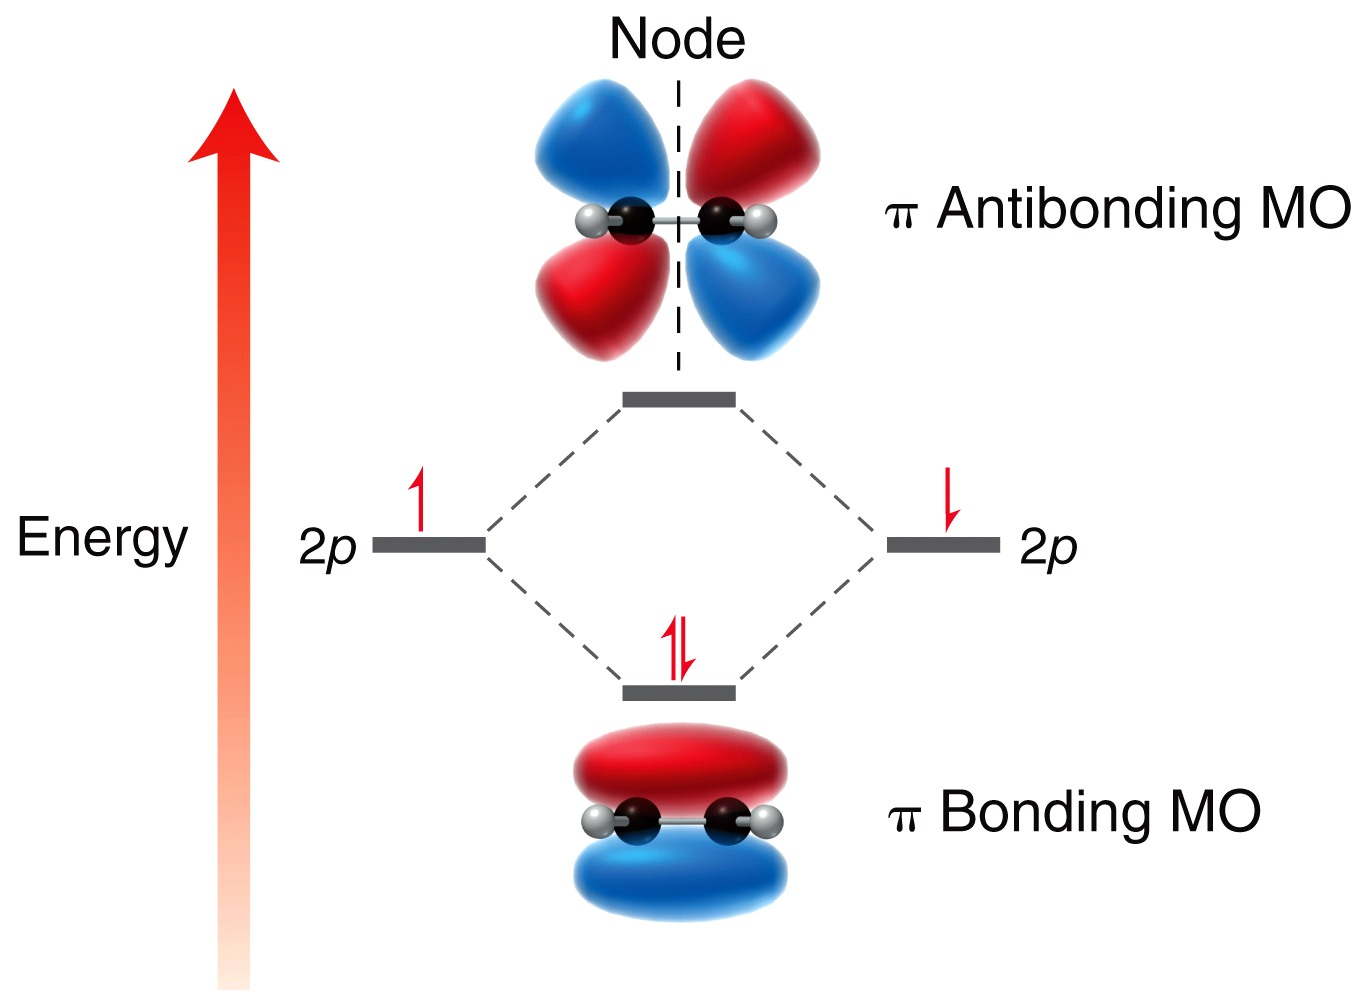 Node
π Antibonding MO
Energy
2p
2p
π Bonding MO